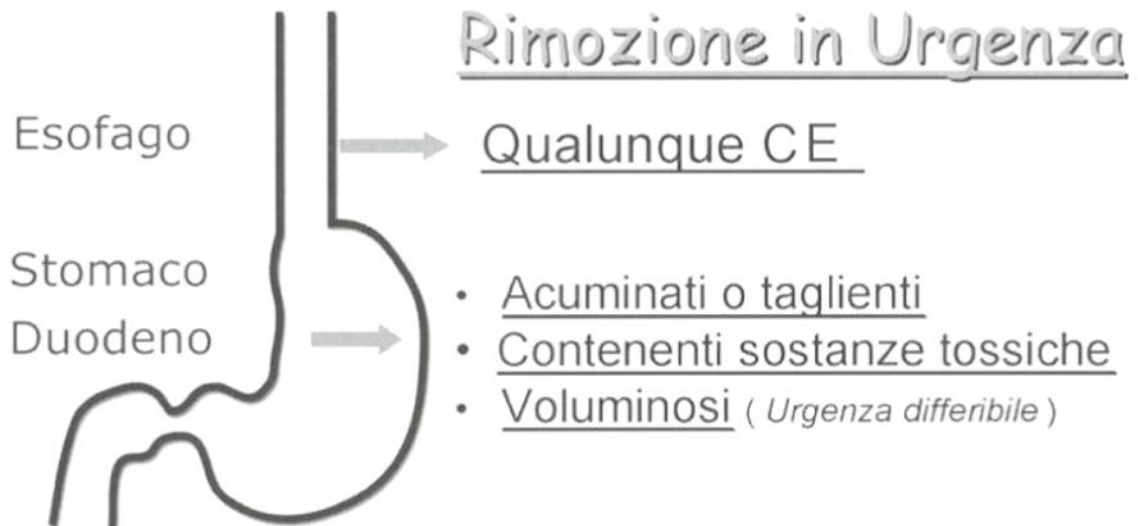 Rimozione in Urgenza
Esofago
Qualunque CE
Stomaco
Duodeno
• Acuminati o taglienti
• Contenenti sostanze tossiche
• Voluminosi ( Urgenza differibile )